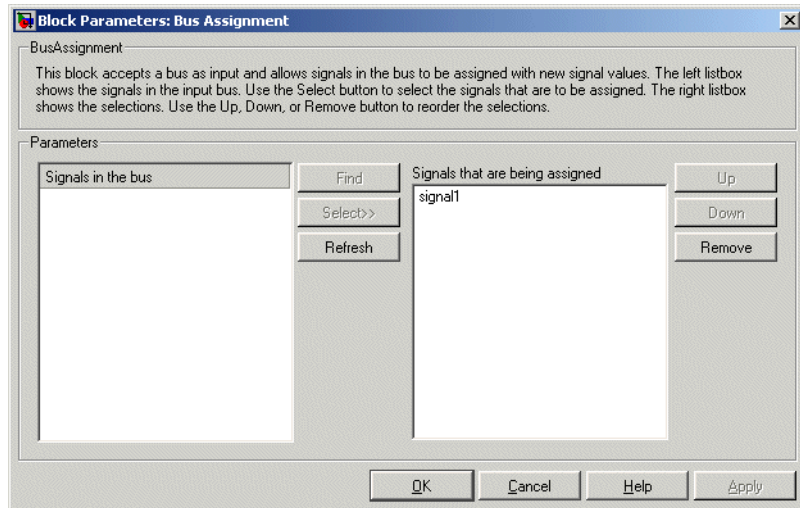 Block Parameters: Bus Assignment
BusAssignment
This block accepts a bus as input and allows signals in the bus to be assigned with new signal values. The left listbox
shows the signals in the input bus. Use the Select button to select the signals that are to be assigned. The right listbox
shows the selections. Use the Up, Down, or Remove button to reorder the selections.
Parameters
Signals in the bus
Find
Select>>
Refresh
Signals that are being assigned
signal1
Up
Down
Remove
OK
Cancel
Help
Apply